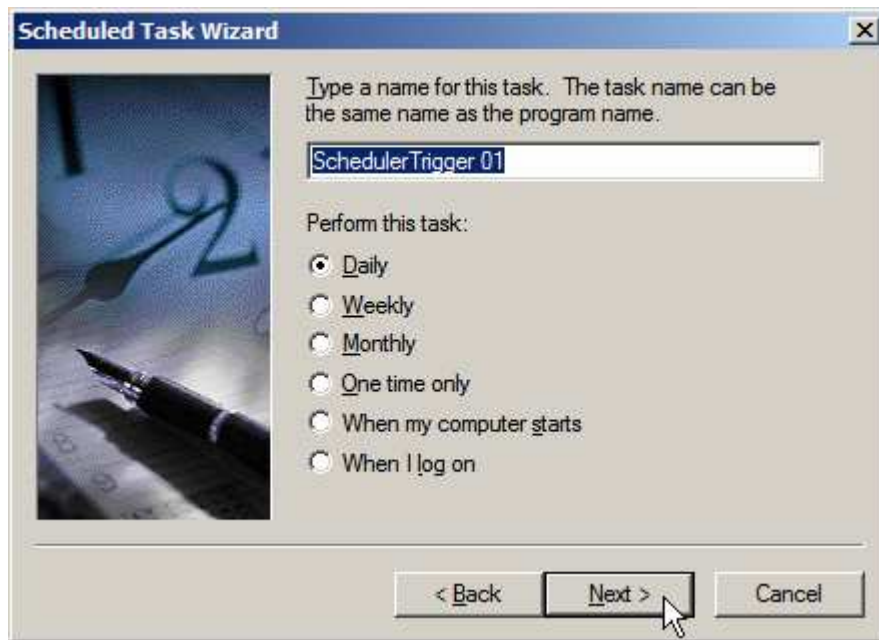 Scheduled Task Wizard
Type a name for this task. The task name can be
the same name as the program name.
SchedulerTrigger 01
Perform this task:
Daily
Weekly
Monthly
One time only
When my computer starts
When I log on
< Back
Next >
Cancel